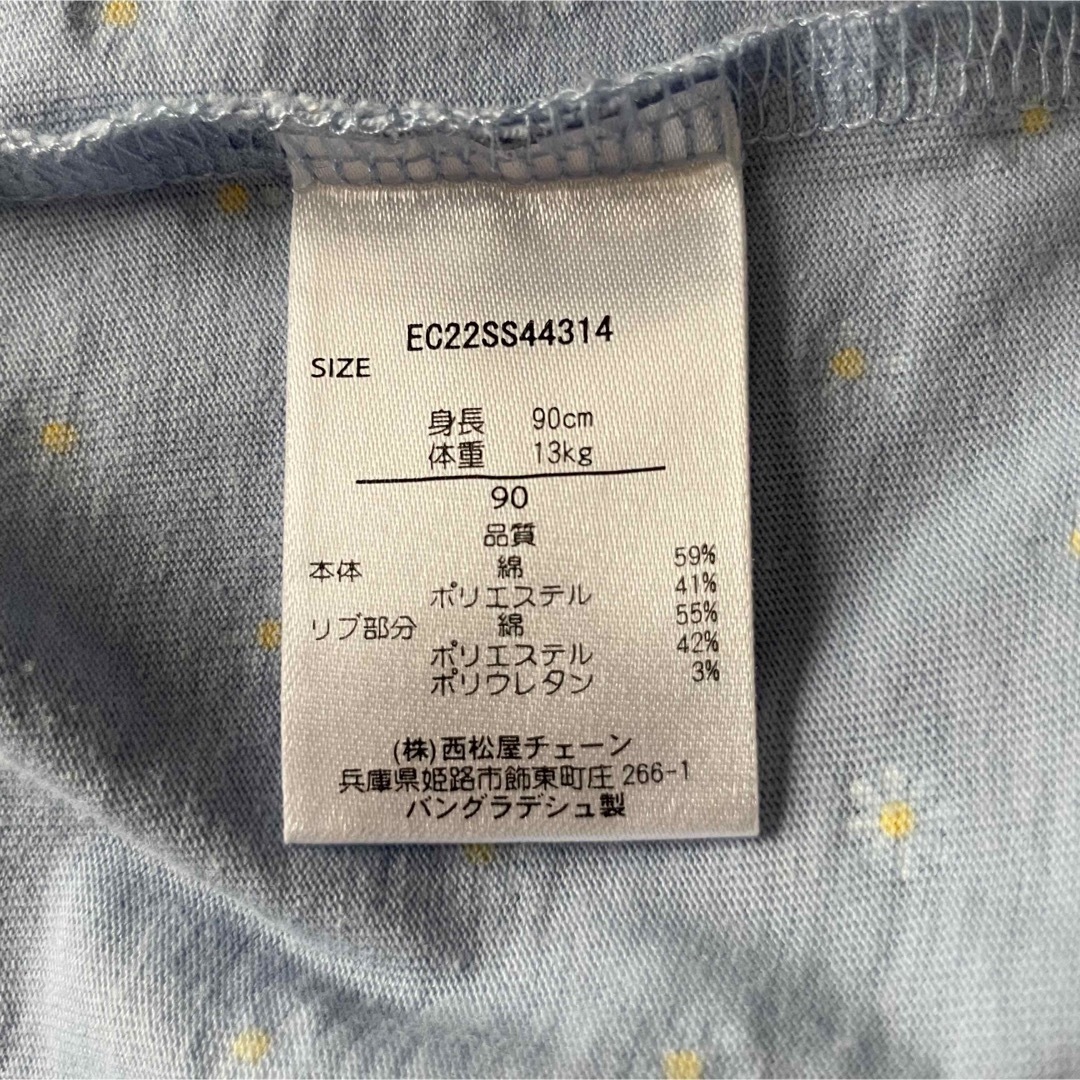 EC22SS44314
SIZE
身長 90cm
体重 13kg
90
品質
本体 綿 59%
ポリエステル 41%
リブ部分 綿 55%
ポリエステル 42%
ポリウレタン 3%
(株)西松屋チェーン
兵庫県姫路市飾東町庄 266-1
バングラデシュ製